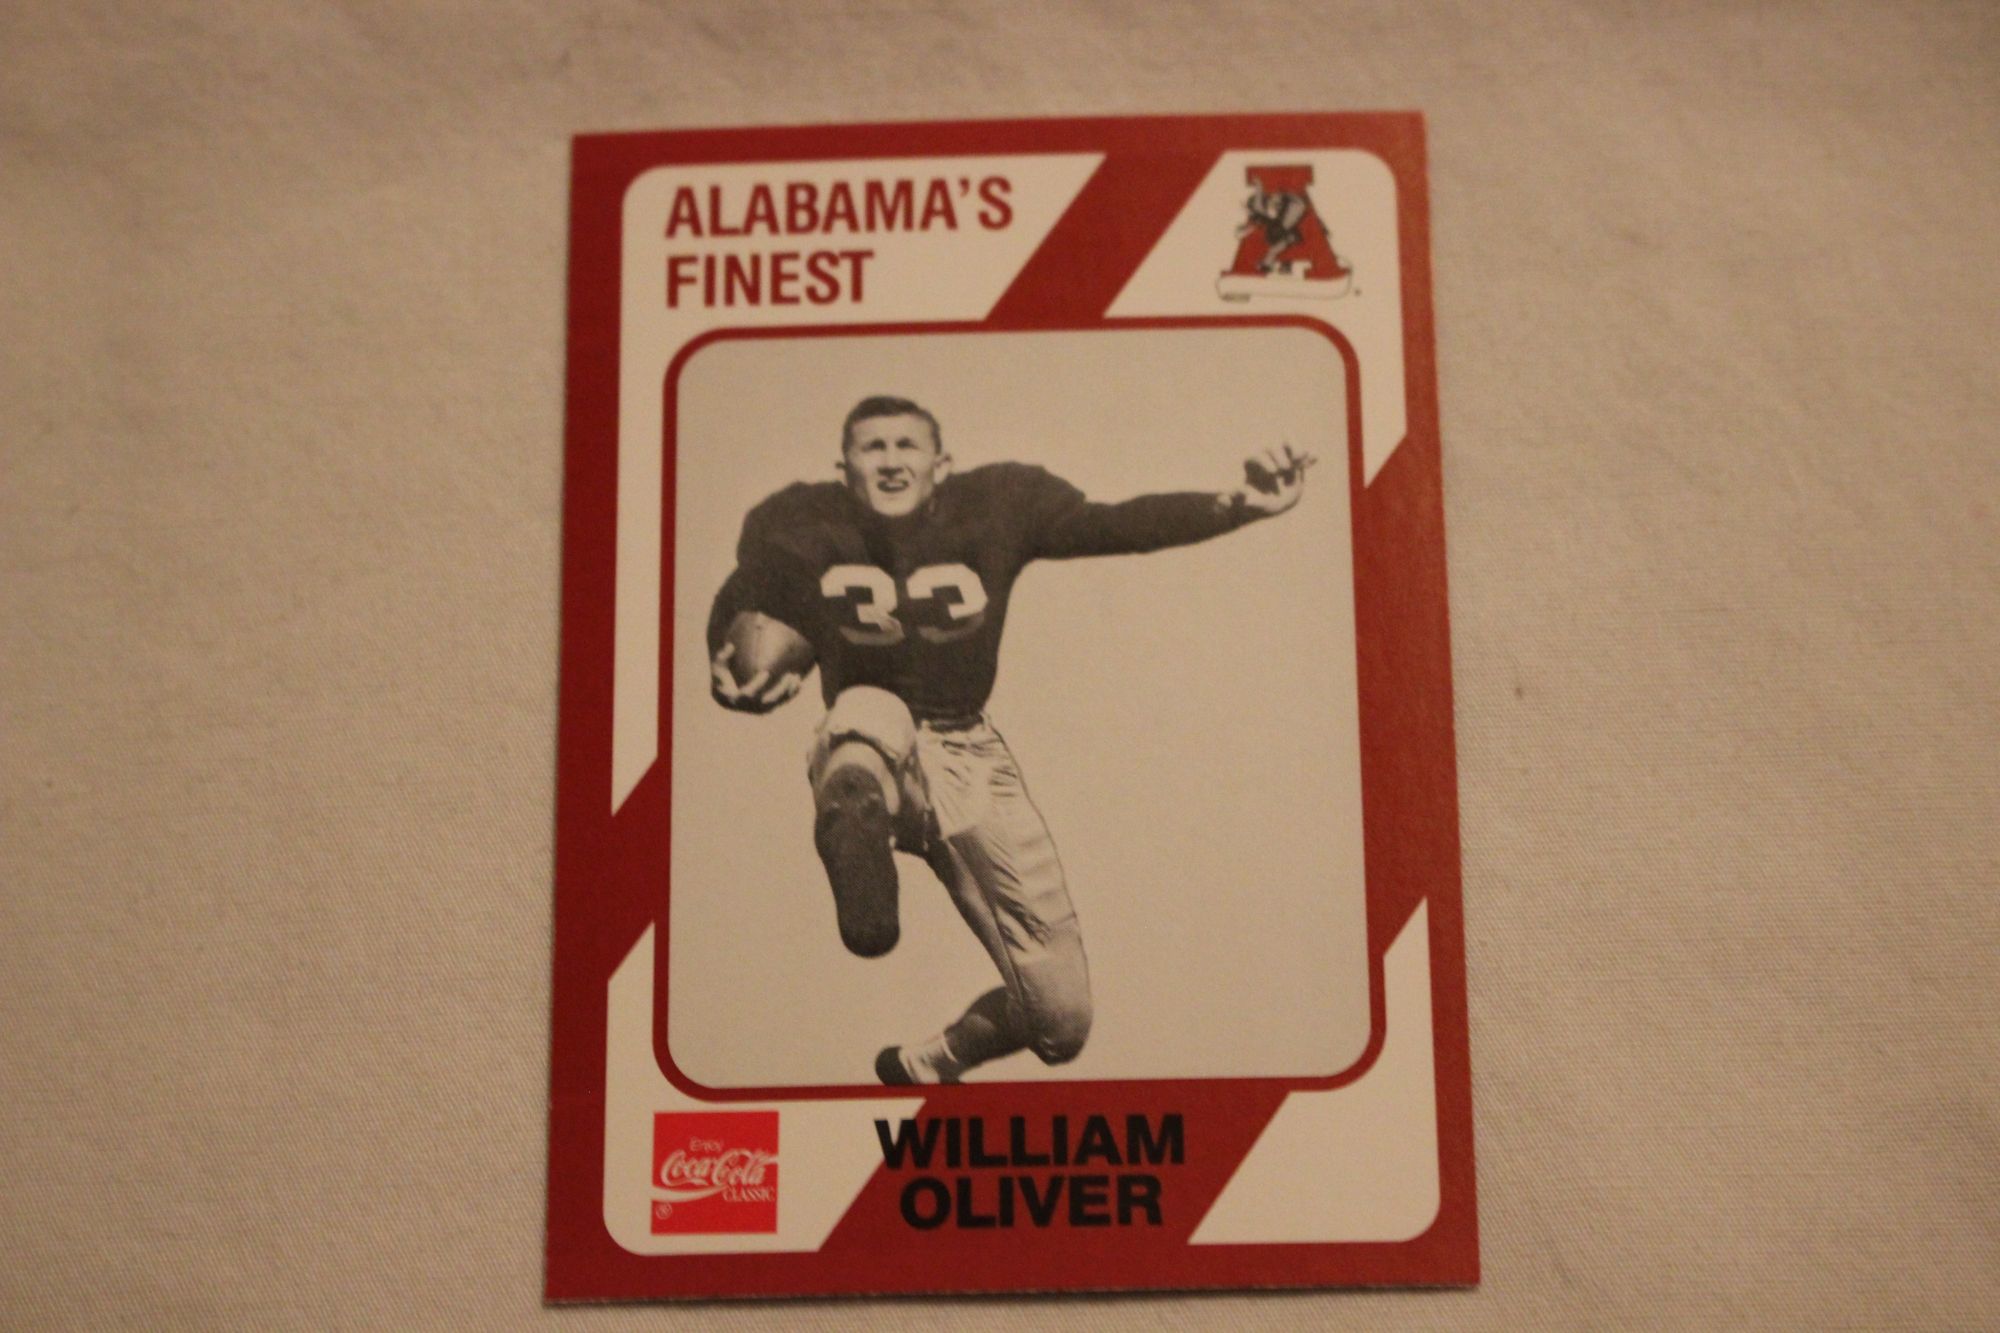 ALABAMA'S
FINEST
33
Enjoy
Coca-Cola
CLASSIC
®
WILLIAM
OLIVER